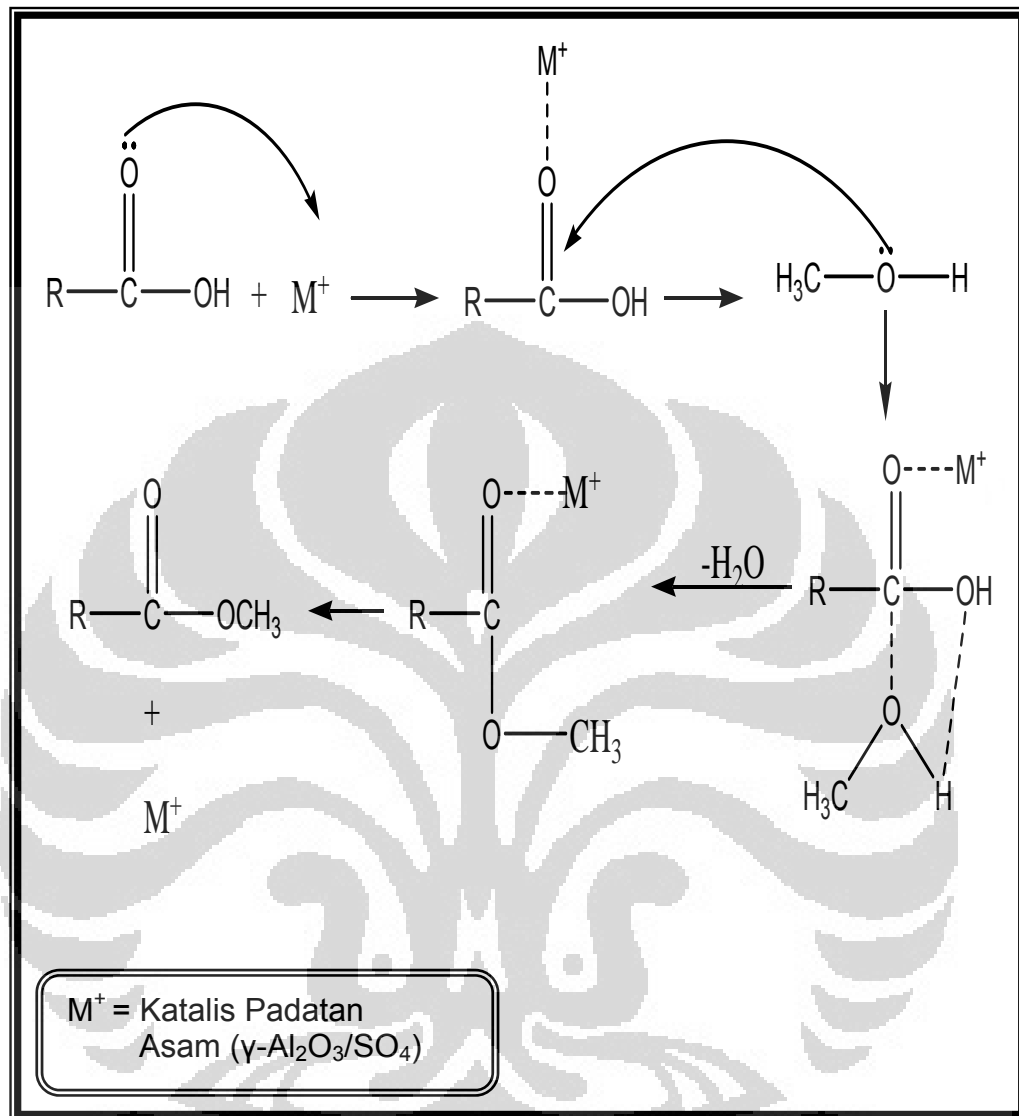 M⁺
O
O
R C OH + M⁺
R C OH
H₃C O H
O
O M⁺
O M⁺
-H₂O
R C OCH₃
R C
R C OH
+
O CH₃
O
M⁺
H₃C H
M⁺ = Katalis Padatan
Asam (γ-Al₂O₃/SO₄)